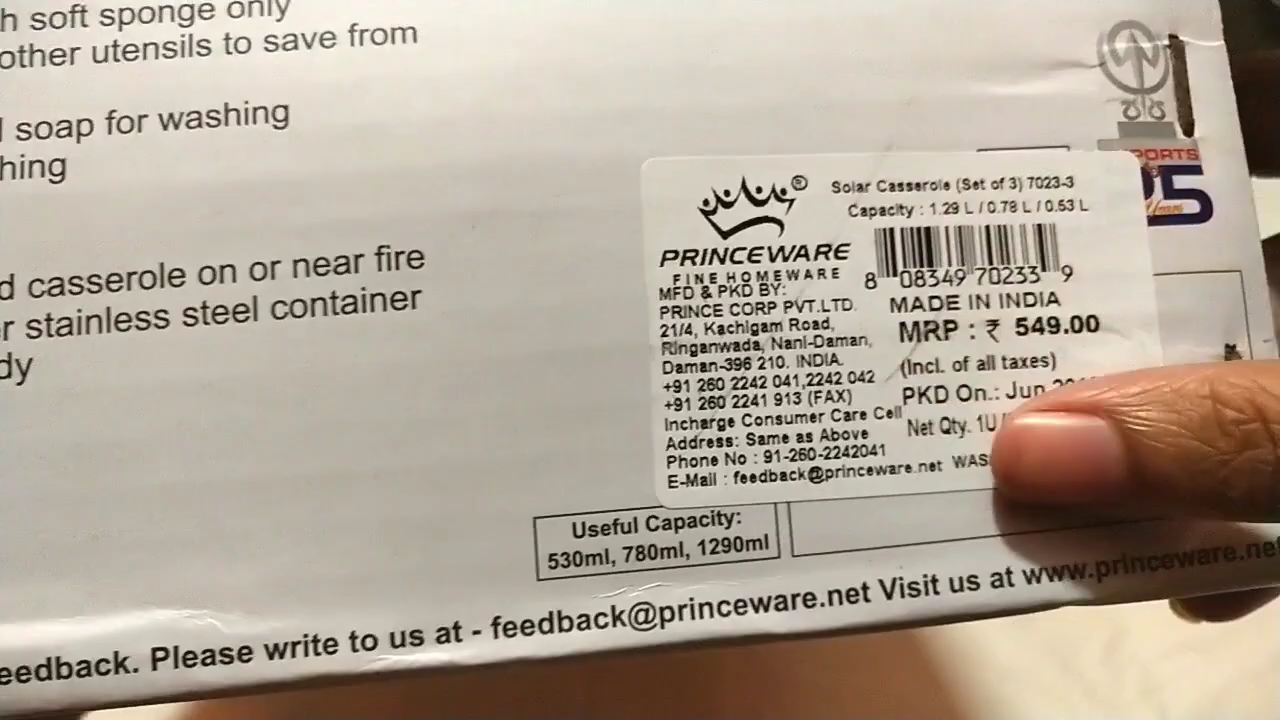 h soft sponge only
other utensils to save from
soap for washing
hing
d casserole on or near fire
r stainless steel container
dy
PORTS
25
Years
®
PRINCEWARE
FINE HOMEWARE
MFD & PKD BY:
PRINCE CORP PVT.LTD.
21/4, Kachigam Road,
Ringanwada, Nani-Daman,
Daman-396 210. INDIA.
+91 260 2242 041,2242 042
+91 260 2241 913 (FAX)
Incharge Consumer Care Cell
Address: Same as Above
Phone No : 91-260-2242041
E-Mail : feedback@princeware.net
Solar Casserole (Set of 3) 7023-3
Capacity : 1.29 L / 0.78 L / 0.53 L
8 08349 70233 9
MADE IN INDIA
MRP : ₹ 549.00
(Incl. of all taxes)
PKD On.: Jun
Net Qty. 1U
WAS
Useful Capacity:
530ml, 780ml, 1290ml
eedback. Please write to us at - feedback@princeware.net Visit us at www.princeware.ne